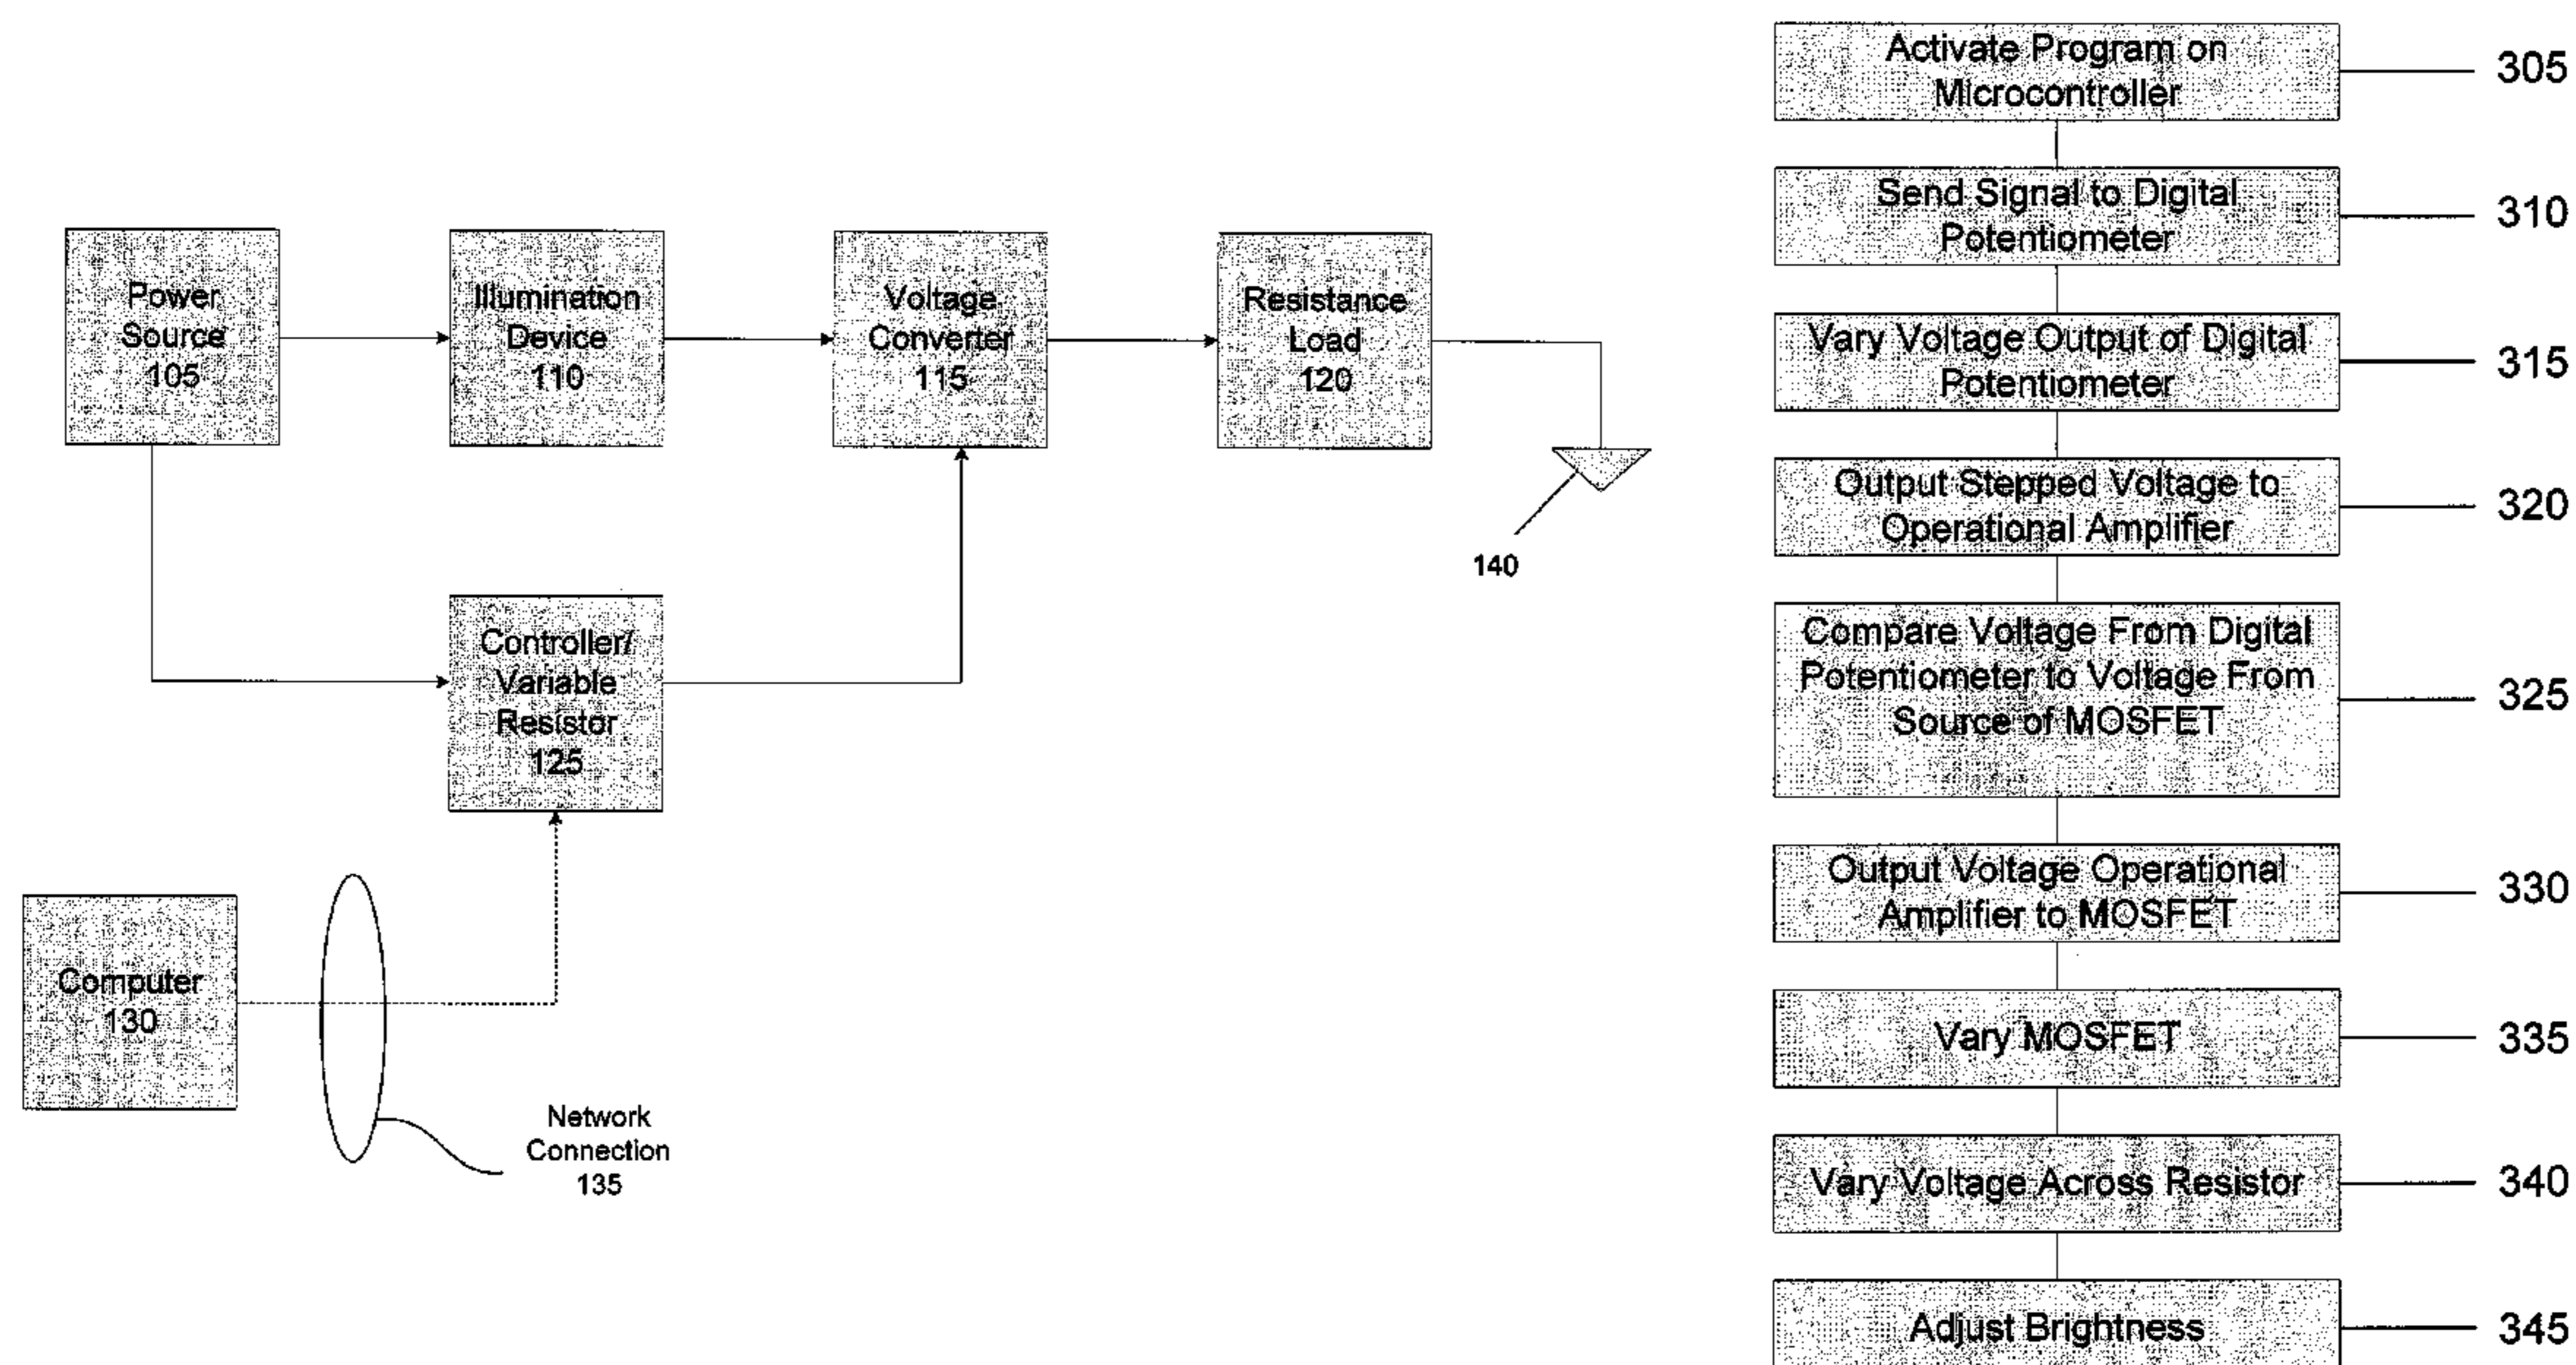 Power
Source
105
Illumination
Device
110
Voltage
Converter
115
Resistance
Load
120
140
Controller/
Variable
Resistor
125
Computer
130
Network
Connection
135
Activate Program on
Microcontroller
305
Send Signal to Digital
Potentiometer
310
Vary Voltage Output of Digital
Potentiometer
315
Output Stepped Voltage to
Operational Amplifier
320
Compare Voltage From Digital
Potentiometer to Voltage From
Source of MOSFET
325
Output Voltage Operational
Amplifier to MOSFET
330
Vary MOSFET
335
Vary Voltage Across Resistor
340
Adjust Brightness
345